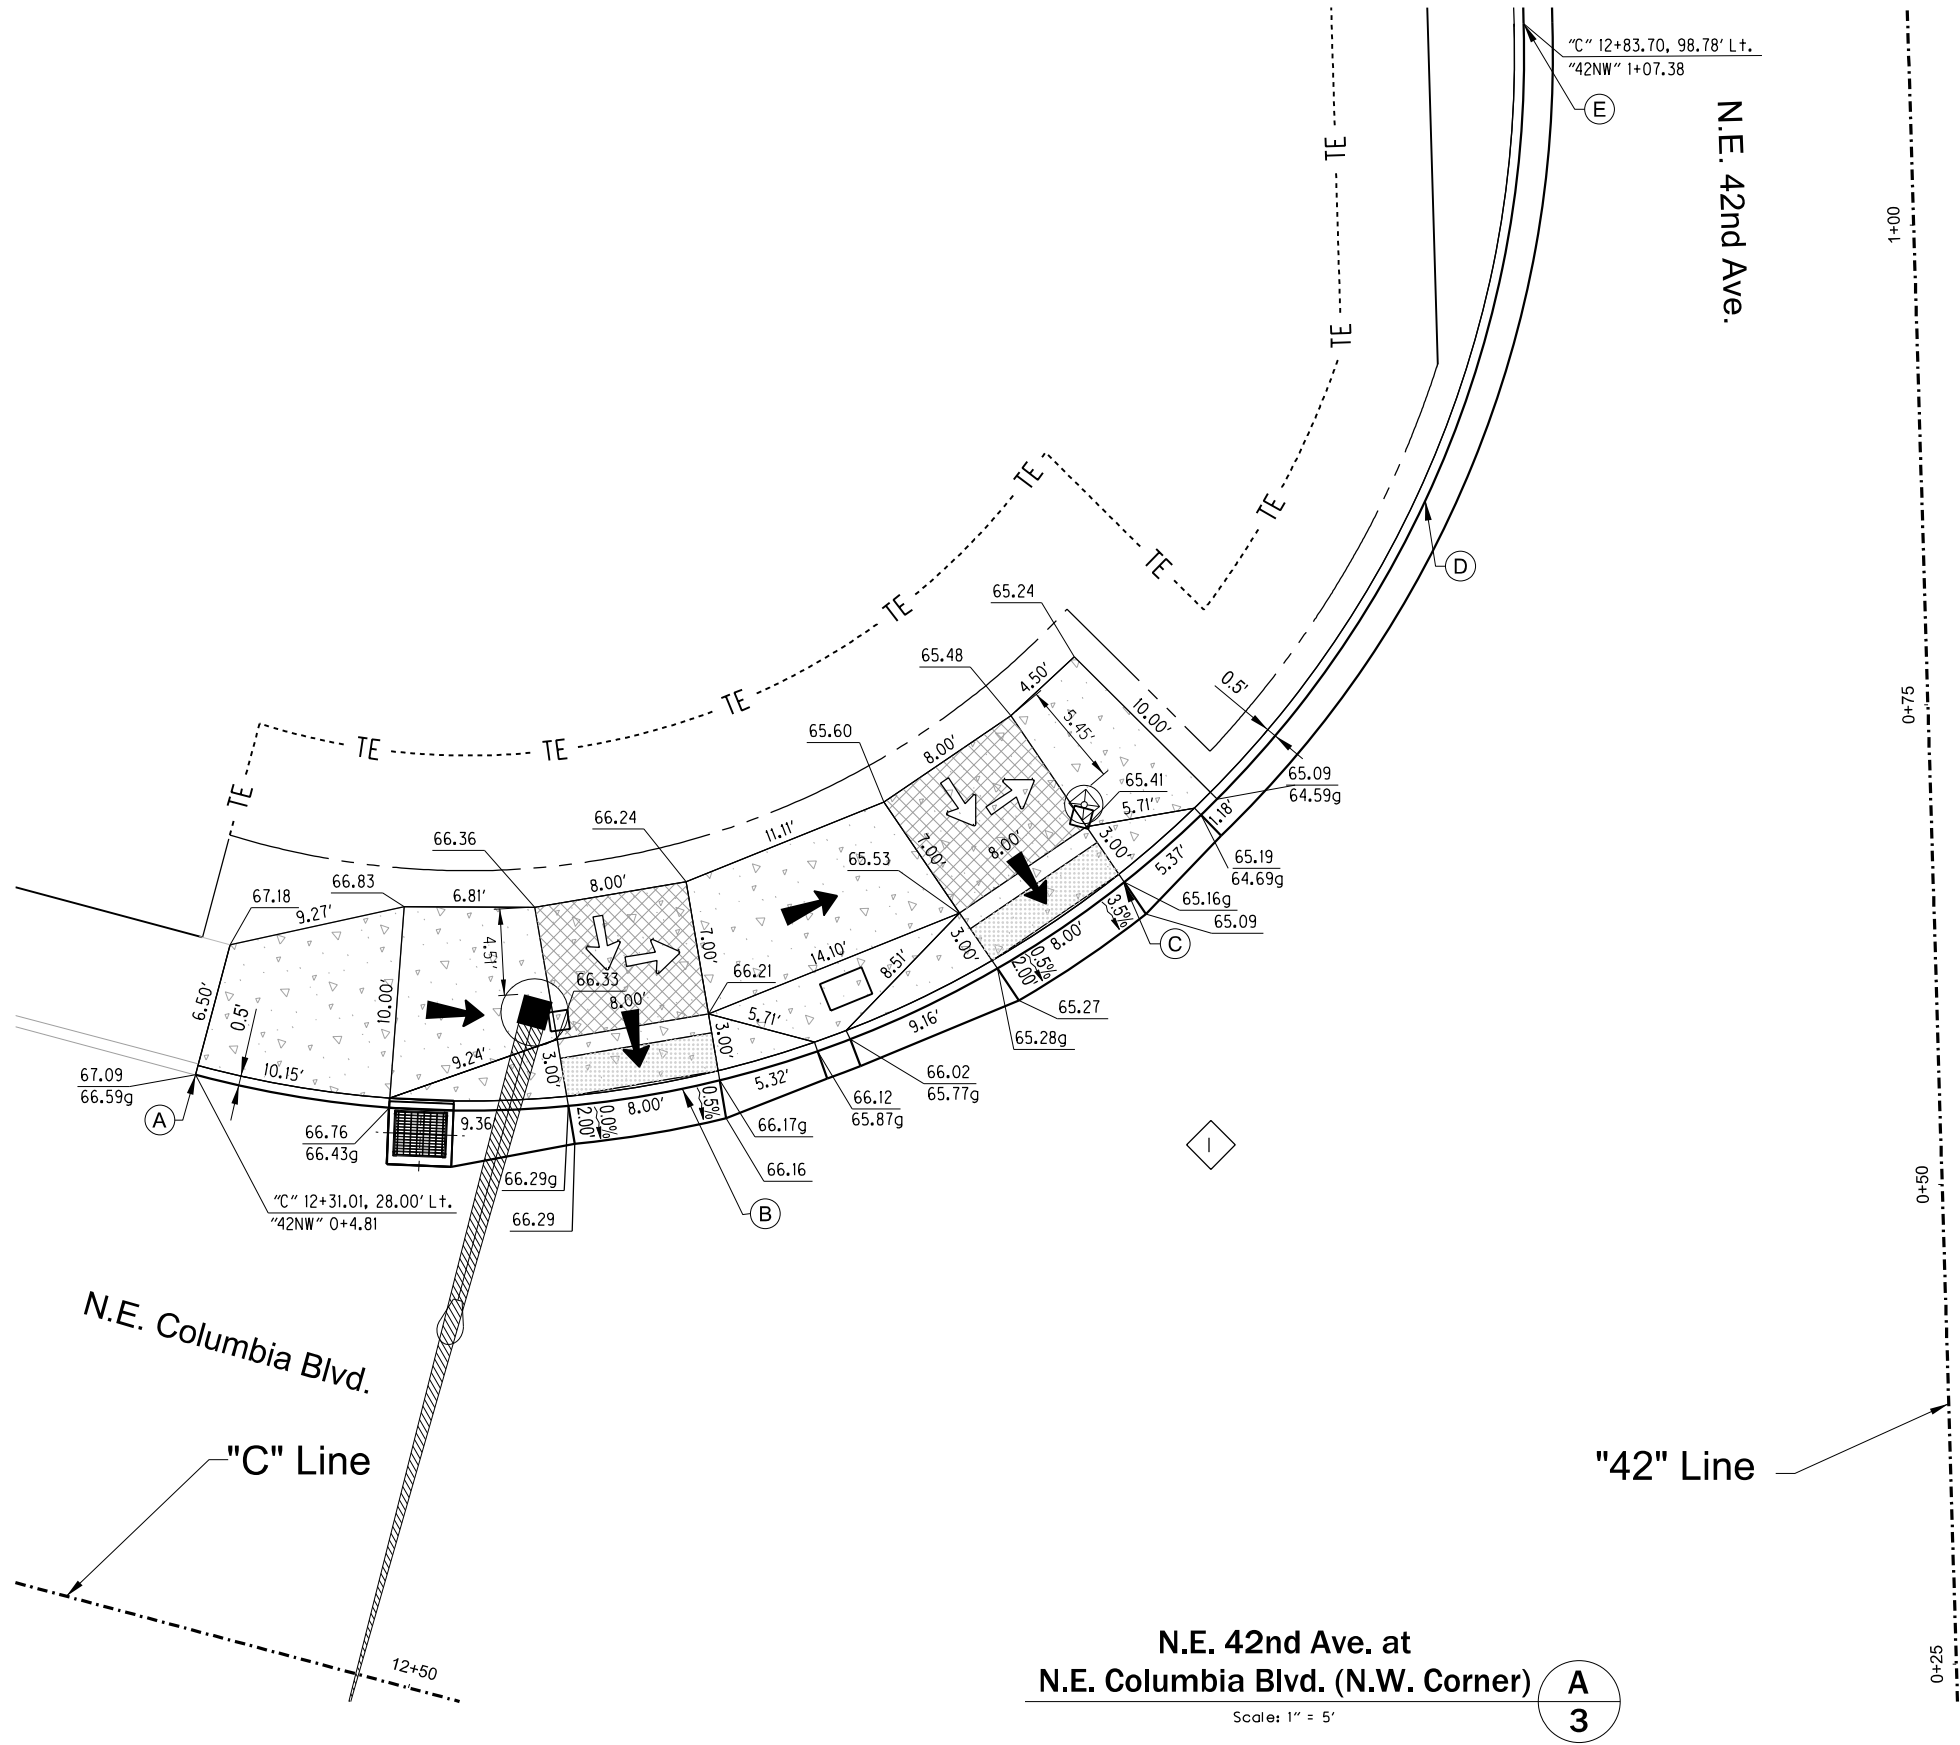 "C" 12+83.70, 98.78' Lt.
"42NW" 1+07.38
E
N.E. 42nd Ave.
1+00
TE
TE
TE
TE
TE
TE
TE
TE
TE
TE
D
65.24
65.48
4.50'
10.00'
0.5'
0+75
5.45'
65.60
8.00'
65.09
64.59g
65.41
5.71'
1.18'
66.24
11.11'
66.36
65.53
7.00'
8.00'
3.00'
5.37'
65.19
64.69g
66.83
6.81'
8.00'
67.18
9.27'
65.16g
65.09
3.5%
4.51'
7.00'
14.10'
8.51'
3.00'
8.00'
C
66.21
66.33
8.00'
0.5%
2.00'
6.50'
0.5'
10.00'
5.71'
9.16'
65.27
65.28g
9.24'
3.00'
3.00'
10.15'
67.09
66.59g
A
5.32'
66.02
65.77g
0.5%
66.12
65.87g
8.00'
0.0%
2.00'
9.36
66.76
66.43g
66.17g
66.16
1
66.29g
66.29
B
0+50
"C" 12+31.01, 28.00' Lt.
"42NW" 0+4.81
N.E. Columbia Blvd.
"C" Line
"42" Line
12+50
0+25
N.E. 42nd Ave. at
N.E. Columbia Blvd. (N.W. Corner)
A
3
Scale: 1" = 5'